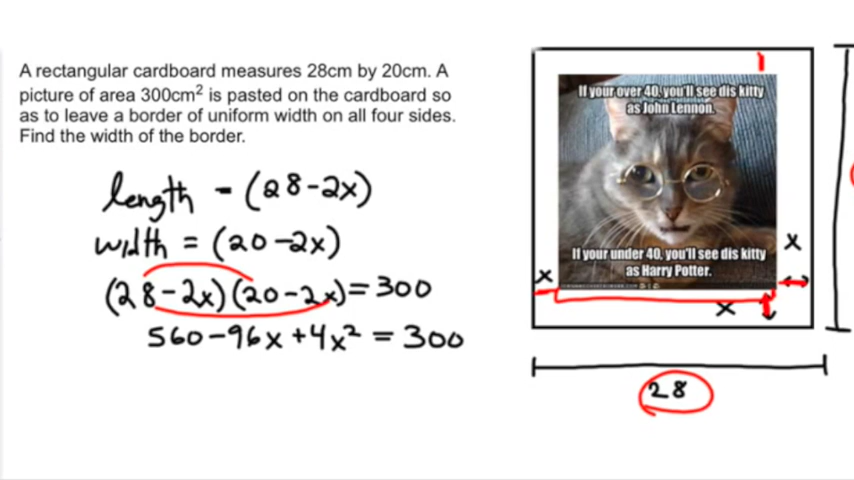 A rectangular cardboard measures 28cm by 20cm. A
picture of area 300cm² is pasted on the cardboard so
as to leave a border of uniform width on all four sides.
Find the width of the border.
length - (28-2x)
width = (20-2x)
(28-2x)(20-2x)=300
560-96x+4x² = 300
If your over 40, you'll see dis kitty
as John Lennon.
If your under 40, you'll see dis kitty
as Harry Potter.
x
x
x
28